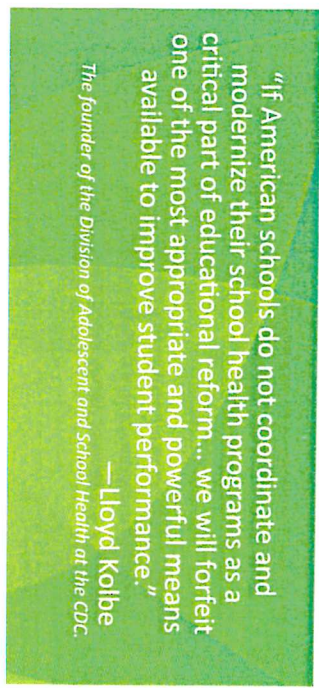 “If American schools do not coordinate and
modernize their school health programs as a
critical part of educational reform... we will forfeit
one of the most appropriate and powerful means
available to improve student performance.”
—Lloyd Kolbe
The founder of the Division of Adolescent and School Health at the CDC.